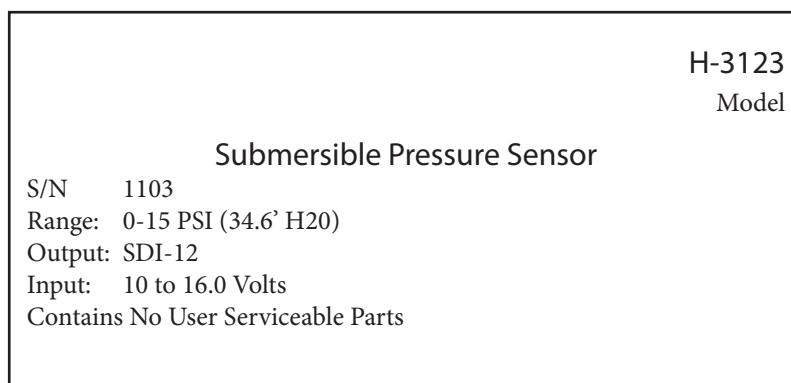 H-3123
Model
Submersible Pressure Sensor
S/N 1103
Range: 0-15 PSI (34.6’ H20)
Output: SDI-12
Input: 10 to 16.0 Volts
Contains No User Serviceable Parts